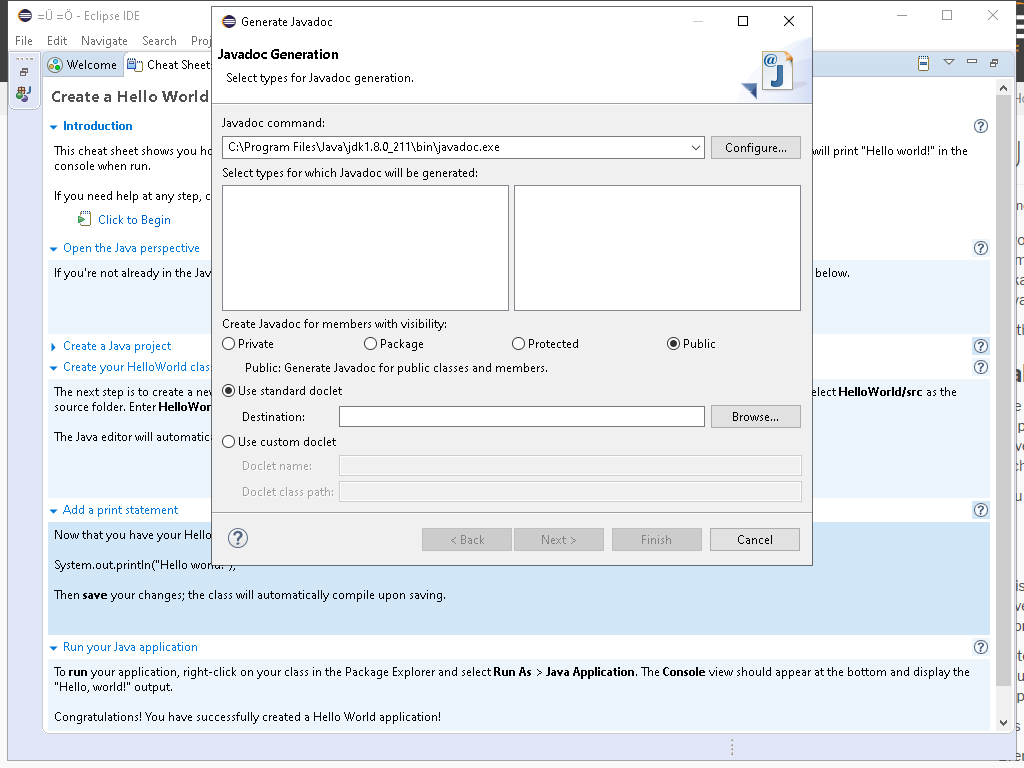 =Ü =Ö - Eclipse IDE
File Edit Navigate Search Proj
Welcome
Cheat Sheet
Create a Hello World
Introduction
This cheat sheet shows you ho
will print "Hello world!" in the
console when run.
If you need help at any step, c
Click to Begin
Open the Java perspective
If you're not already in the Jav
below.
Create a Java project
Create your HelloWorld clas
The next step is to create a new
elect HelloWorld/src as the
source folder. Enter HelloWor
The Java editor will automatica
Add a print statement
Now that you have your Hello
System.out.println("Hello world!");
Then save your changes; the class will automatically compile upon saving.
Run your Java application
To run your application, right-click on your class in the Package Explorer and select Run As > Java Application. The Console view should appear at the bottom and display the
"Hello, world!" output.
Congratulations! You have successfully created a Hello World application!
Generate Javadoc
Javadoc Generation
Select types for Javadoc generation.
Javadoc command:
C:\Program Files\Java\jdk1.8.0_211\bin\javadoc.exe
Configure...
Select types for which Javadoc will be generated:
Create Javadoc for members with visibility:
Private Package Protected Public
Public: Generate Javadoc for public classes and members.
Use standard doclet
Destination:
Browse...
Use custom doclet
Doclet name:
Doclet class path:
< Back Next > Finish Cancel